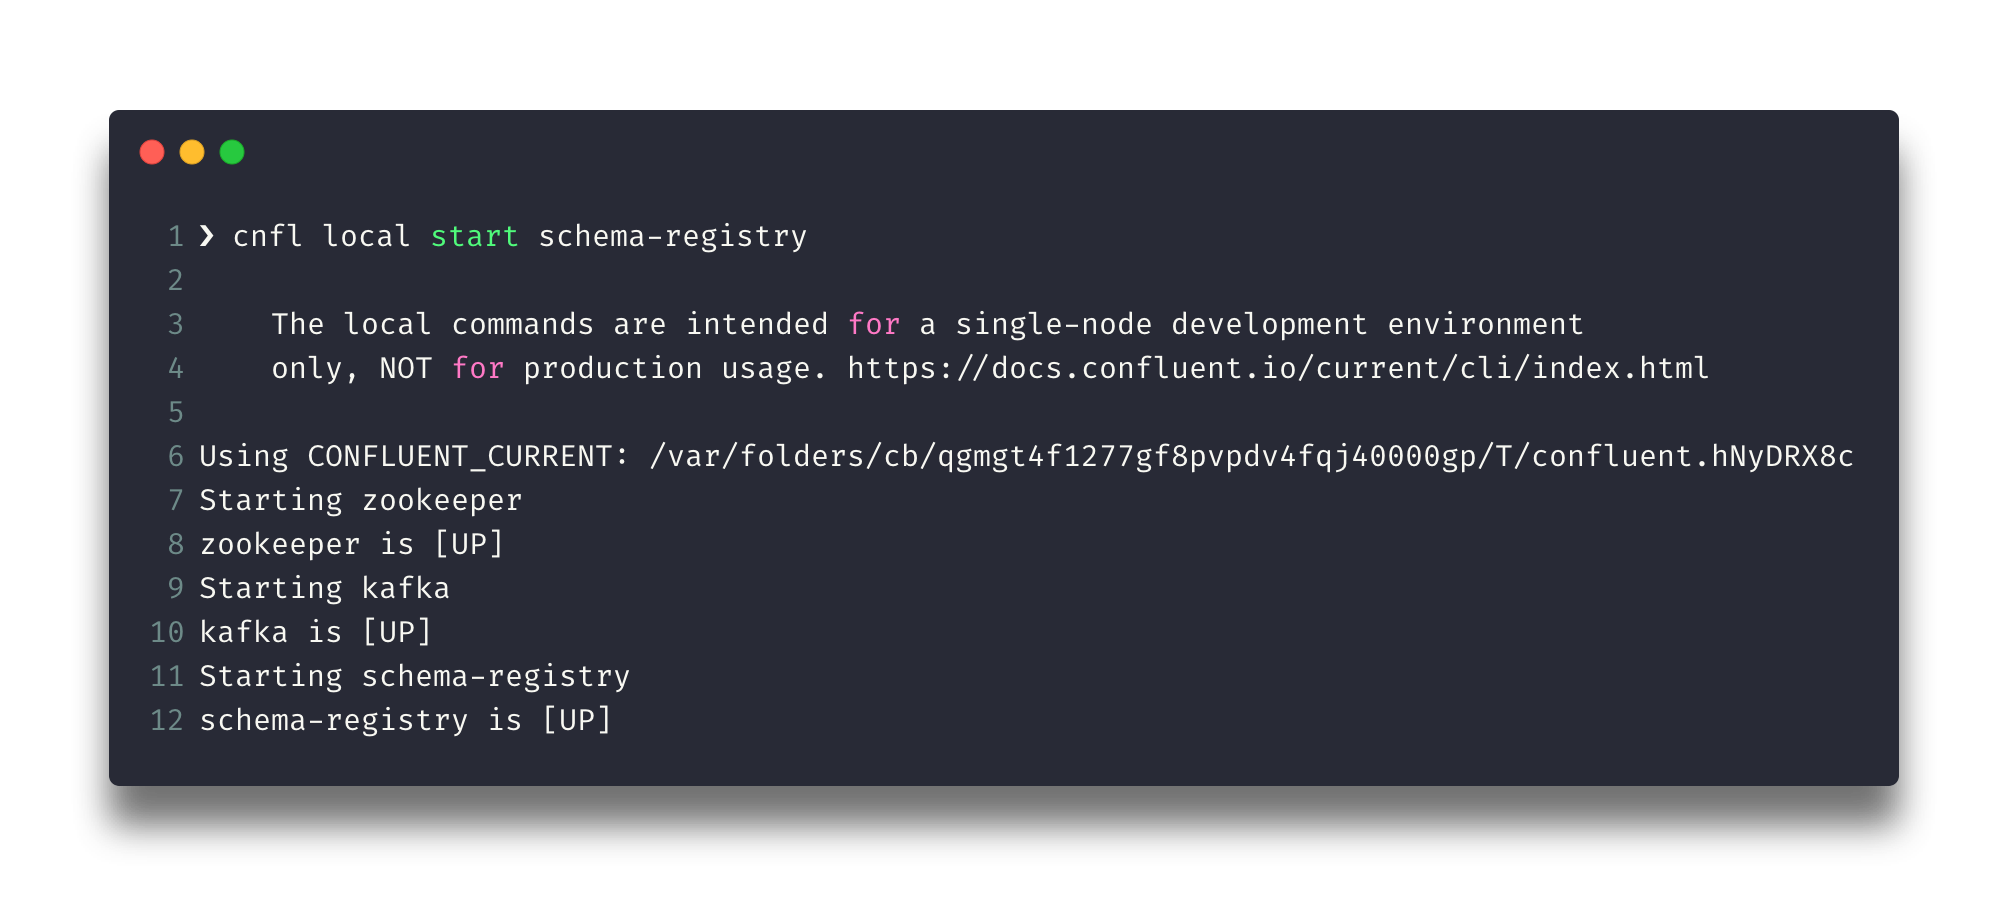 1 ❯ cnfl local start schema-registry
2
3     The local commands are intended for a single-node development environment
4     only, NOT for production usage. https://docs.confluent.io/current/cli/index.html
5
6 Using CONFLUENT_CURRENT: /var/folders/cb/qgmgt4f1277gf8pvpdv4fqj40000gp/T/confluent.hNyDRX8c
7 Starting zookeeper
8 zookeeper is [UP]
9 Starting kafka
10 kafka is [UP]
11 Starting schema-registry
12 schema-registry is [UP]